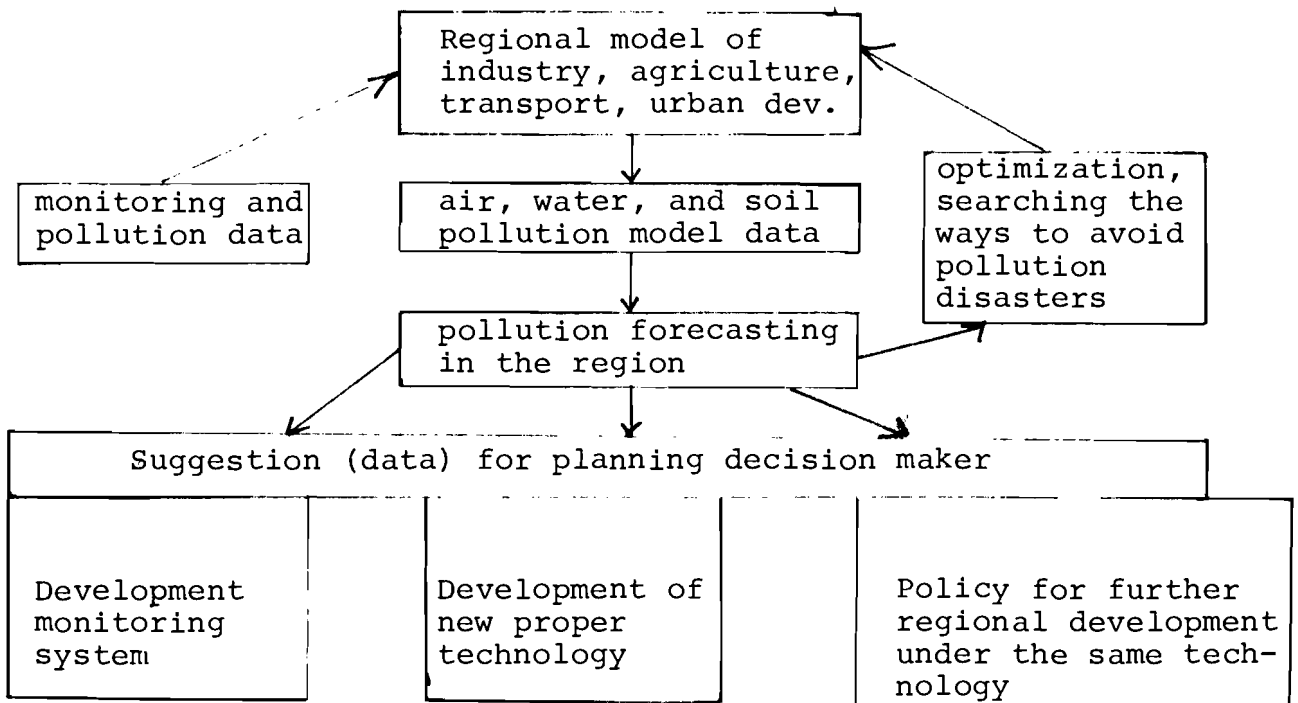 Regional model of
industry, agriculture,
transport, urban dev.
monitoring and
pollution data
air, water, and soil
pollution model data
optimization,
searching the
ways to avoid
pollution
disasters
pollution forecasting
in the region
Suggestion (data) for planning decision maker
Development
monitoring
system
Development of
new proper
technology
Policy for further
regional development
under the same tech-
nology